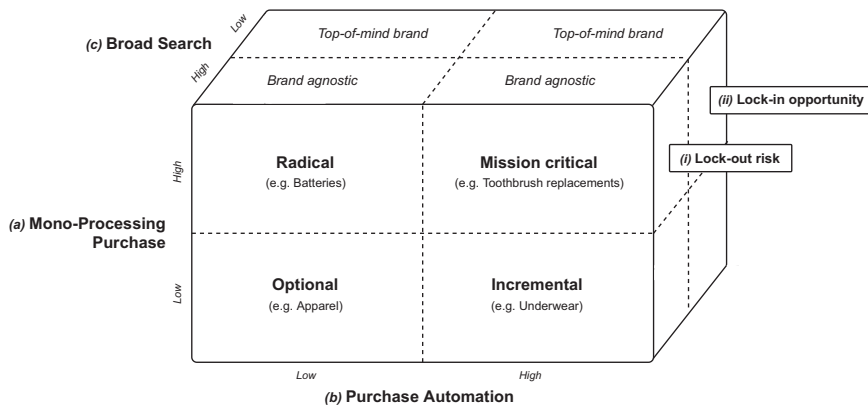 Low
Top-of-mind brand
Top-of-mind brand
(c) Broad Search
High
Brand agnostic
Brand agnostic
(ii) Lock-in opportunity
Radical
(e.g. Batteries)
Mission critical
(e.g. Toothbrush replacements)
(i) Lock-out risk
High
(a) Mono-Processing
Purchase
Low
Optional
(e.g. Apparel)
Incremental
(e.g. Underwear)
Low
High
(b) Purchase Automation